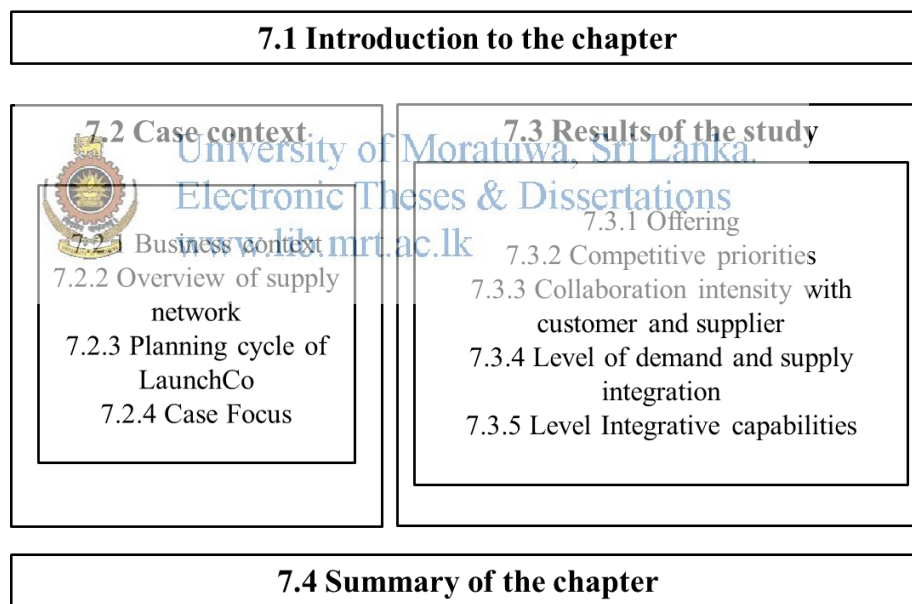 7.1 Introduction to the chapter
7.2 Case context
7.2.1 Business context
7.2.2 Overview of supply
network
7.2.3 Planning cycle of
LaunchCo
7.2.4 Case Focus
7.3 Results of the study
7.3.1 Offering
7.3.2 Competitive priorities
7.3.3 Collaboration intensity with
customer and supplier
7.3.4 Level of demand and supply
integration
7.3.5 Level Integrative capabilities
University of Moratuwa, Sri Lanka.
Electronic Theses & Dissertations
www.lib.mrt.ac.lk
7.4 Summary of the chapter